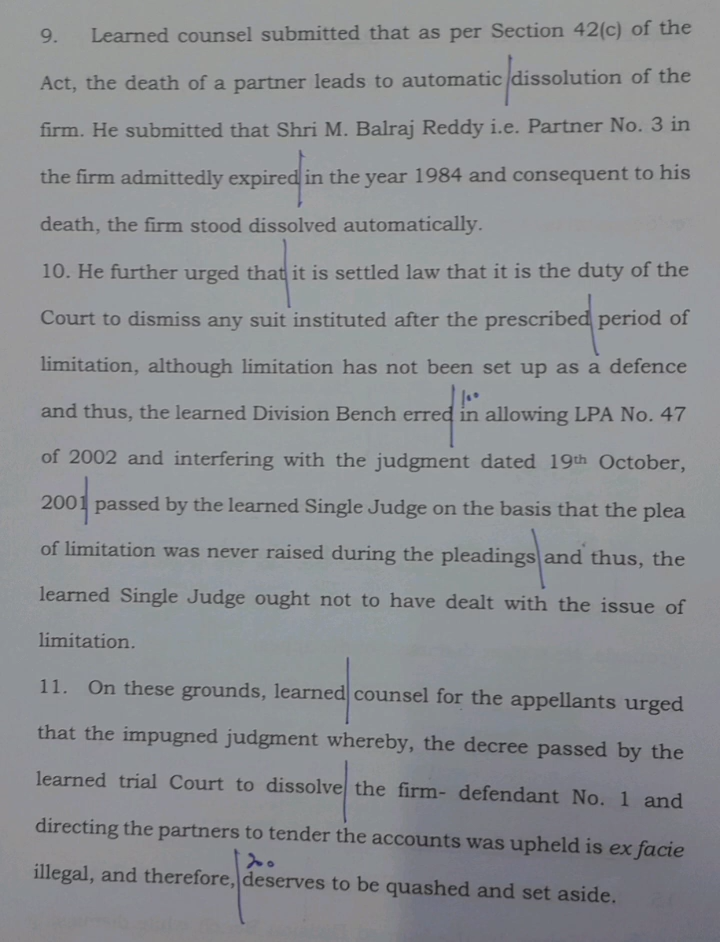 9. Learned counsel submitted that as per Section 42(c) of the
Act, the death of a partner leads to automatic dissolution of the
firm. He submitted that Shri M. Balraj Reddy i.e. Partner No. 3 in
the firm admittedly expired in the year 1984 and consequent to his
death, the firm stood dissolved automatically.
10. He further urged that it is settled law that it is the duty of the
Court to dismiss any suit instituted after the prescribed period of
limitation, although limitation has not been set up as a defence
100
and thus, the learned Division Bench erred in allowing LPA No. 47
of 2002 and interfering with the judgment dated 19th October,
2001 passed by the learned Single Judge on the basis that the plea
of limitation was never raised during the pleadings and thus, the
learned Single Judge ought not to have dealt with the issue of
limitation.
11. On these grounds, learned counsel for the appellants urged
that the impugned judgment whereby, the decree passed by the
learned trial Court to dissolve the firm- defendant No. 1 and
directing the partners to tender the accounts was upheld is ex facie
illegal, and therefore, deserves to be quashed and set aside.